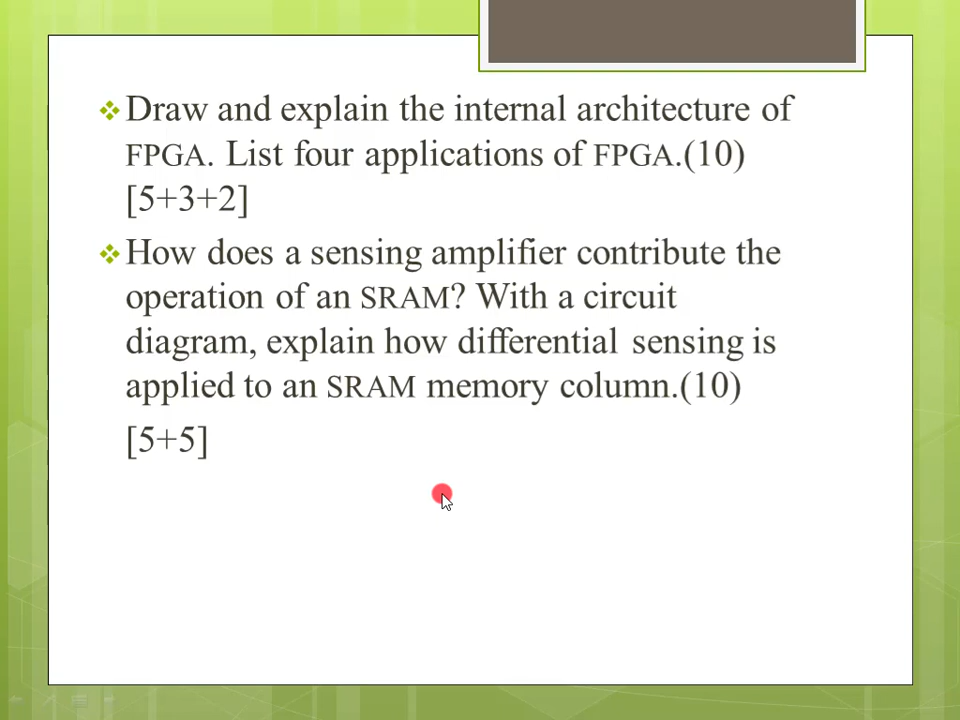 Draw and explain the internal architecture of
FPGA. List four applications of FPGA.(10)
[5+3+2]
How does a sensing amplifier contribute the
operation of an SRAM? With a circuit
diagram, explain how differential sensing is
applied to an SRAM memory column.(10)
[5+5]